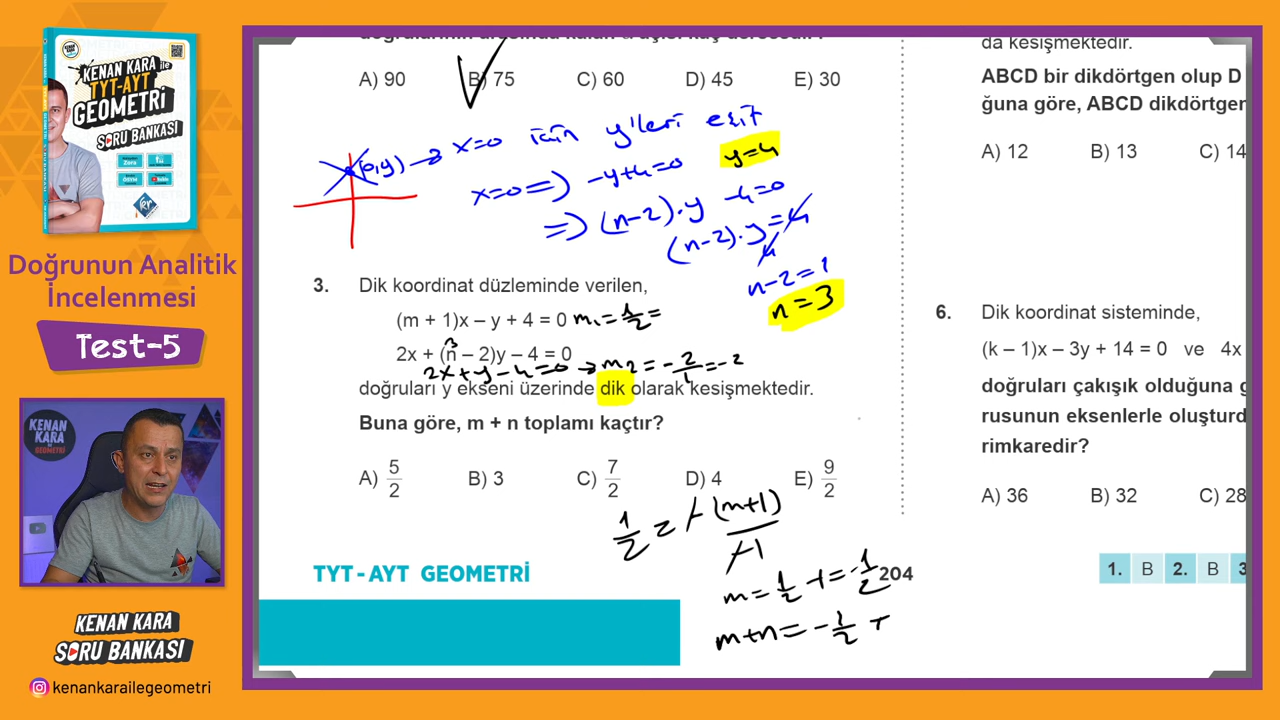 KENAN KARA ile
TYT-AYT
GEOMETRİ
SORU BANKASI
Doğrunun Analitik
İncelenmesi
Test-5
KENAN
KARA
GEOMETRİ
KENAN KARA
SORU BANKASI
kenankarailegeometri
A) 90 B) 75 C) 60 D) 45 E) 30
(0,y) → x=0 için y'leri eşit
x=0 ⇒ -y+4=0 y=4
⇒ (n-2).y -4=0
(n-2).y=4
4
n-2=1
n=3
3. Dik koordinat düzleminde verilen,
(m + 1)x – y + 4 = 0 m₁=1/2=
3
2x + (n – 2)y – 4 = 0
2x+y-4=0 → m₂=-2/1=-2
doğruları y ekseni üzerinde dik olarak kesişmektedir.
Buna göre, m + n toplamı kaçtır?
A) 5/2 B) 3 C) 7/2 D) 4 E) 9/2
1/2 = -(m+1)/-1
m=1/2-1=-1/2
m+n=-1/2+
TYT - AYT GEOMETRİ
204
da kesişmektedir.
ABCD bir dikdörtgen olup D
ğuna göre, ABCD dikdörtgen
A) 12 B) 13 C) 14
6. Dik koordinat sisteminde,
(k – 1)x – 3y + 14 = 0 ve 4x
doğruları çakışık olduğuna g
rusunun eksenlerle oluşturd
rimkaredir?
A) 36 B) 32 C) 28
1. B 2. B 3